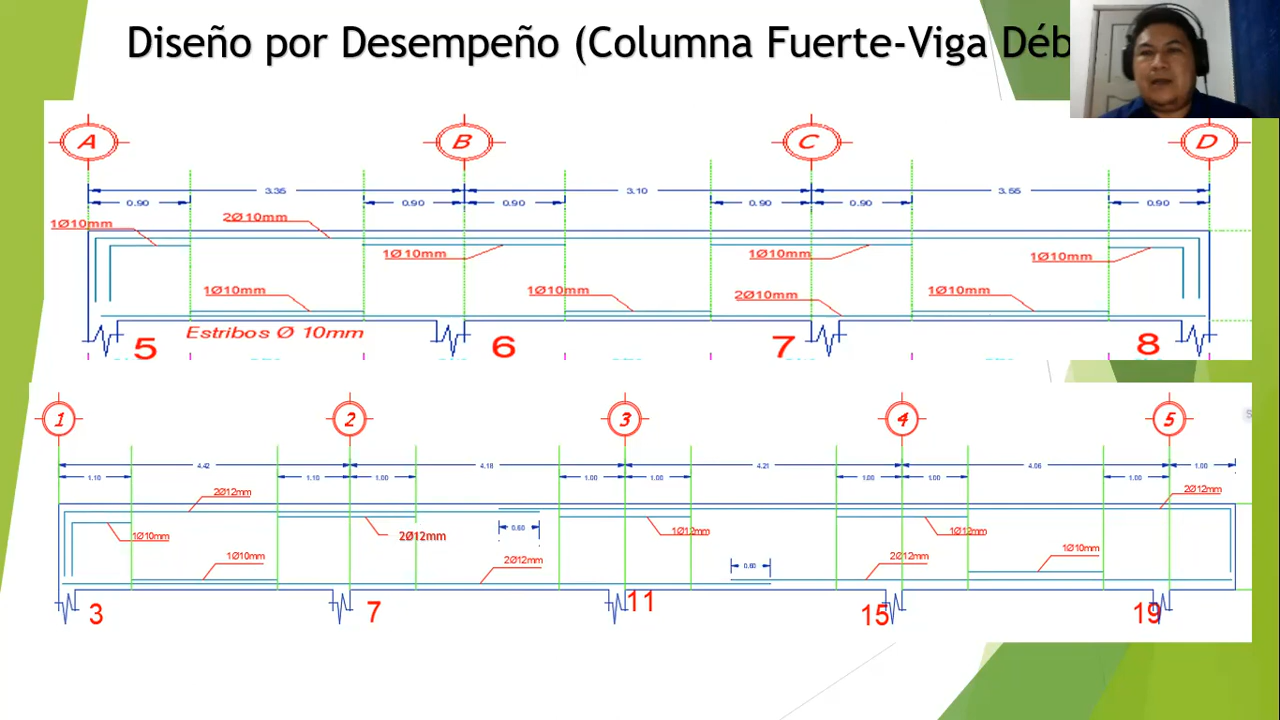 Diseño por Desempeño (Columna Fuerte-Viga Déb
A B C D
3.35 3.10 3.55
0.90 0.90 0.90 0.90 0.90 0.90
1Ø10mm 2Ø10mm
1Ø10mm 1Ø10mm 1Ø10mm
1Ø10mm 1Ø10mm 2Ø10mm 1Ø10mm
Estribos Ø 10mm
5 6 7 8
1 2 3 4 5
4.42 4.18 4.21 4.06 1.00
1.10 1.10 1.00 1.00 1.00 1.00 1.00 1.00
2Ø12mm 2Ø12mm
0.60
1Ø10mm 2Ø12mm 1Ø12mm 1Ø12mm
1Ø10mm 2Ø12mm 2Ø12mm 1Ø10mm
0.60
3 7 11 15 19